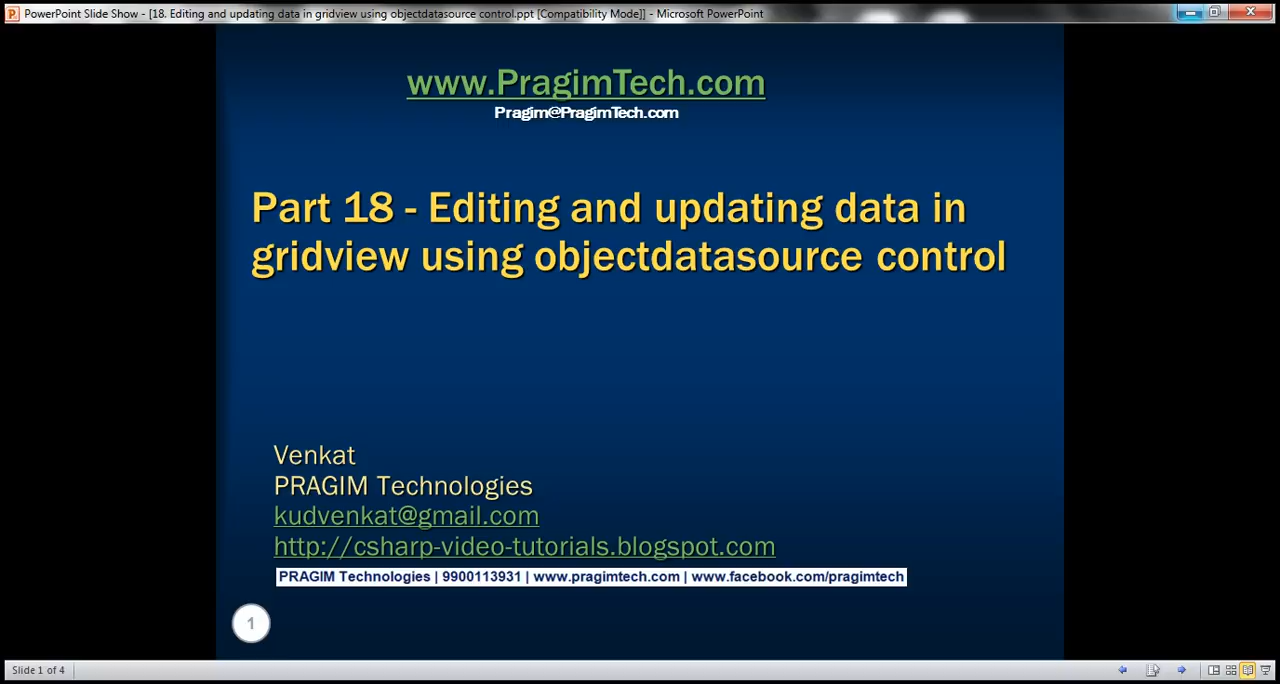 PowerPoint Slide Show - [18. Editing and updating data in gridview using objectdatasource control.ppt [Compatibility Mode]] - Microsoft PowerPoint
www.PragimTech.com
Pragim@PragimTech.com
Part 18 - Editing and updating data in
gridview using objectdatasource control
Venkat
PRAGIM Technologies
kudvenkat@gmail.com
http://csharp-video-tutorials.blogspot.com
PRAGIM Technologies | 9900113931 | www.pragimtech.com | www.facebook.com/pragimtech
1
Slide 1 of 4